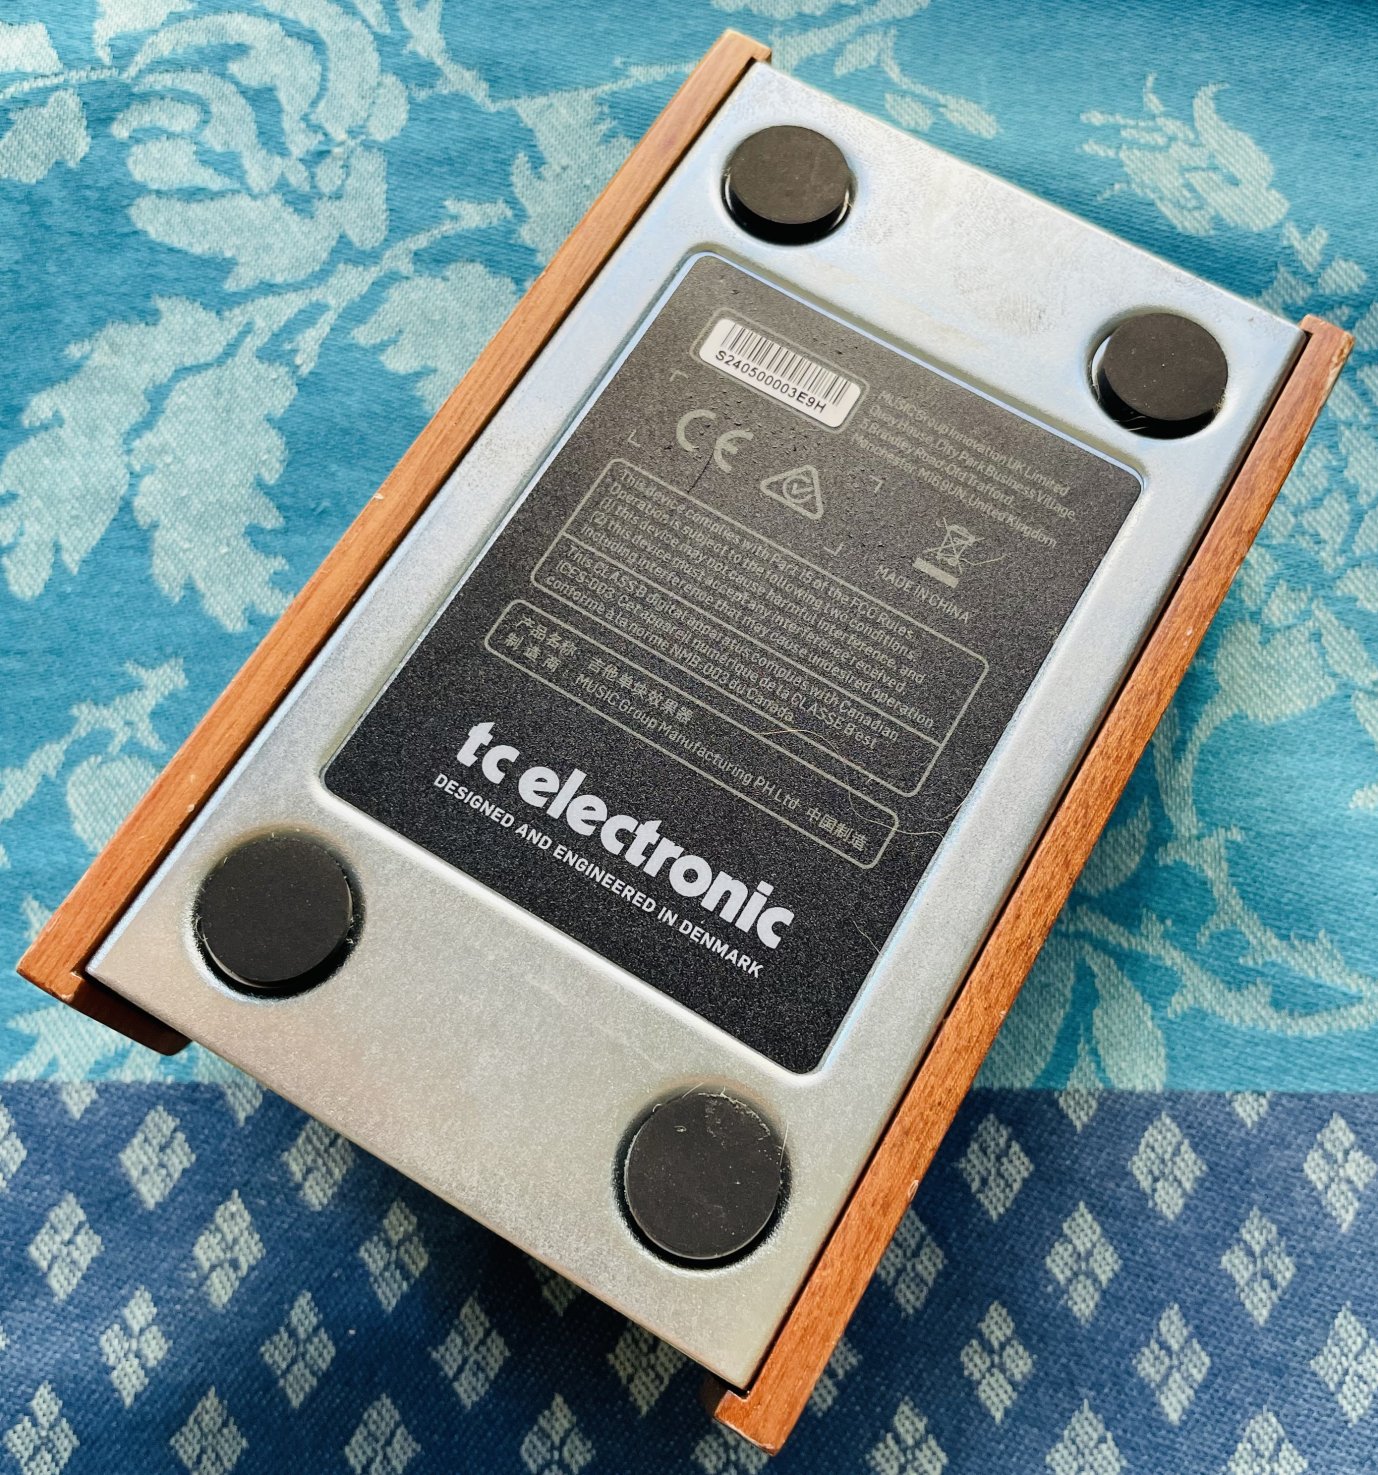 S240500003E9H
MUSIC Group Innovation UK Limited
Quay House, City Park Business Village,
5 Brindley Road, Old Trafford,
Manchester, M16 9UN, United Kingdom
CE
MADE IN CHINA
This device complies with Part 15 of the FCC Rules.
Operation is subject to the following two conditions.
(1) this device may not cause harmful interference, and
(2) this device must accept any interference received.
including interference that they cause undesired operation.
This CLASS B digital apparatus compiles with Canadian
ICES-003. Cet appareil numerique de la CLASSE B est
conforme a la norme NMB-003 du Canada.
产品名称：吉他单块效果器
制 造 商：MUSIC Group Manufacturing PH Ltd 中国制造
tc electronic
DESIGNED AND ENGINEERED IN DENMARK